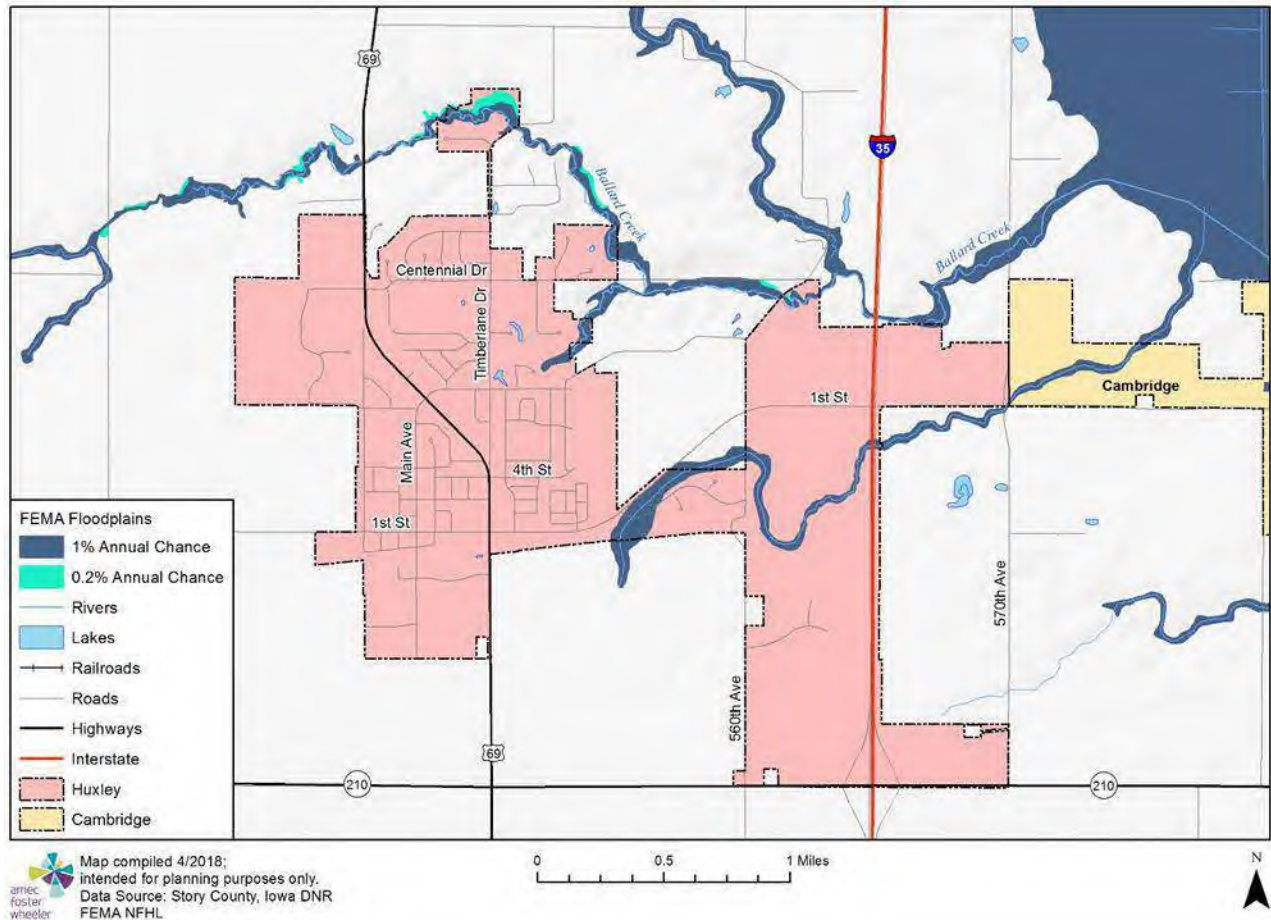 69
35
Ballard Creek
Ballard Creek
Centennial Dr
Timberlane Dr
Cambridge
1st St
Main Ave
4th St
1st St
570th Ave
560th Ave
69
210
210
FEMA Floodplains
1% Annual Chance
0.2% Annual Chance
Rivers
Lakes
Railroads
Roads
Highways
Interstate
Huxley
Cambridge
amec
foster
wheeler
Map compiled 4/2018;
intended for planning purposes only.
Data Source: Story County, Iowa DNR
FEMA NFHL
0 0.5 1 Miles
N